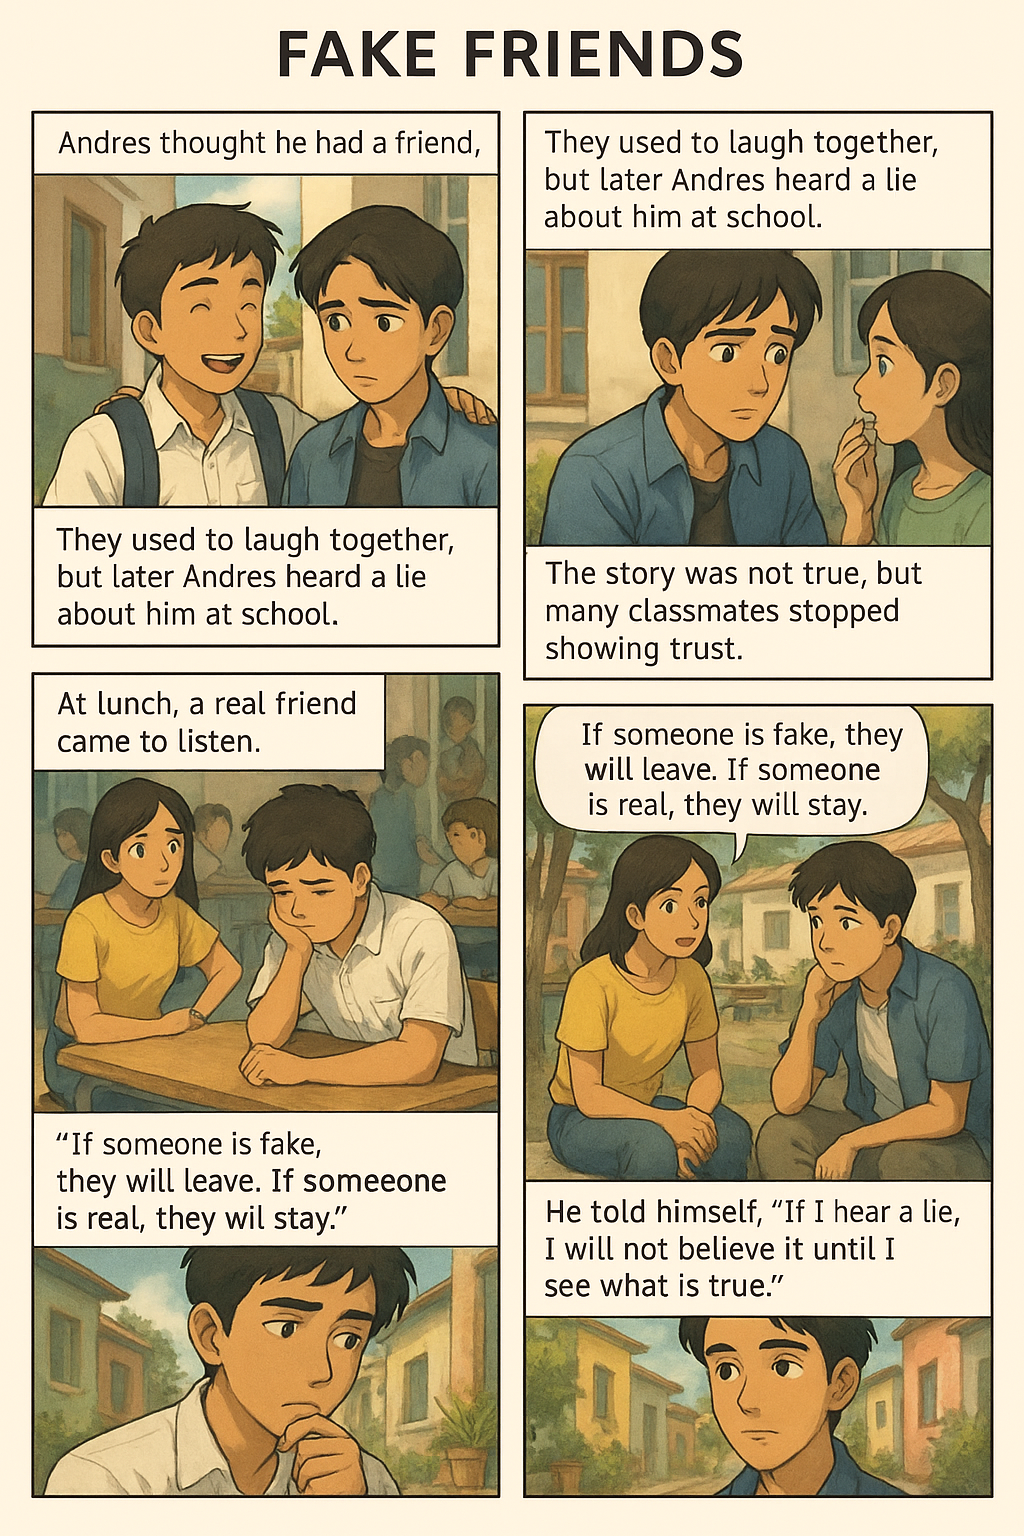 FAKE FRIENDS
Andres thought he had a friend,
They used to laugh together,
but later Andres heard a lie
about him at school.
They used to laugh together,
but later Andres heard a lie
about him at school.
The story was not true, but
many classmates stopped
showing trust.
At lunch, a real friend
came to listen.
“If someone is fake,
they will leave. If someeone
is real, they wil stay.”
If someone is fake, they
will leave. If someone
is real, they will stay.
He told himself, “If I hear a lie,
I will not believe it until I
see what is true.”